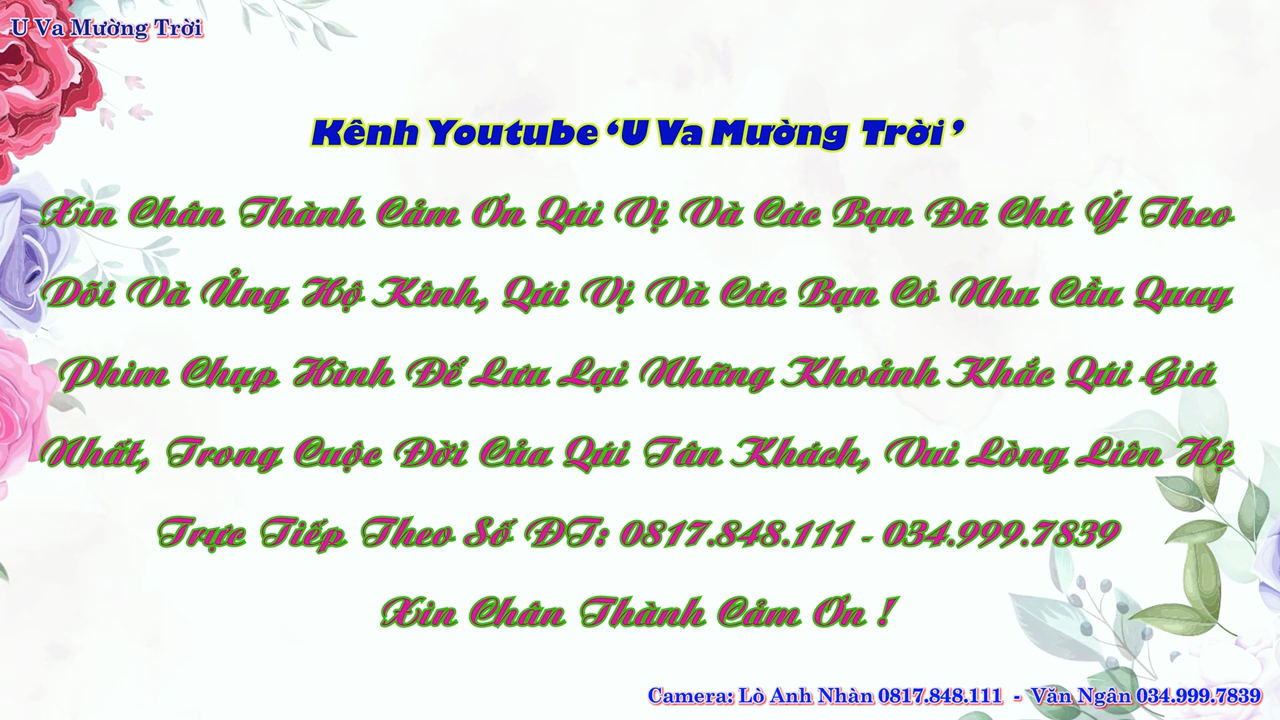 U Va Mường Trời
Kênh Youtube ‘U Va Mường Trời’
Xin Chân Thành Cảm Ơn Qúi Vị Và Các Bạn Đã Chú Ý Theo
Dõi Và Ủng Hộ Kênh, Qúi Vị Và Các Bạn Có Nhu Cầu Quay
Phim Chụp Hình Để Lưu Lại Những Khoảnh Khắc Qúi Giá
Nhất, Trong Cuộc Đời Của Qúi Tân Khách, Vui Lòng Liên Hệ
Trực Tiếp Theo Số ĐT: 0817.848.111 - 034.999.7839
Xin Chân Thành Cảm Ơn !
Camera: Lò Anh Nhàn 0817.848.111 - Văn Ngân 034.999.7839